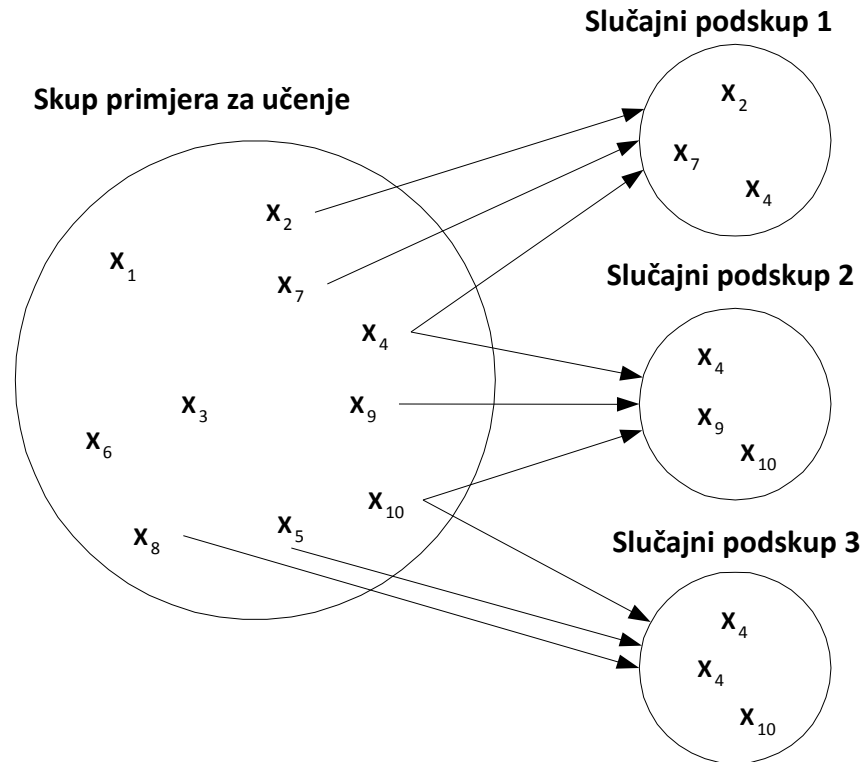 Skup primjera za učenje
X2
X1
X7
X4
X3
X9
X6
X10
X5
X8
Slučajni podskup 1
X2
X7
X4
Slučajni podskup 2
X4
X9
X10
Slučajni podskup 3
X4
X4
X10